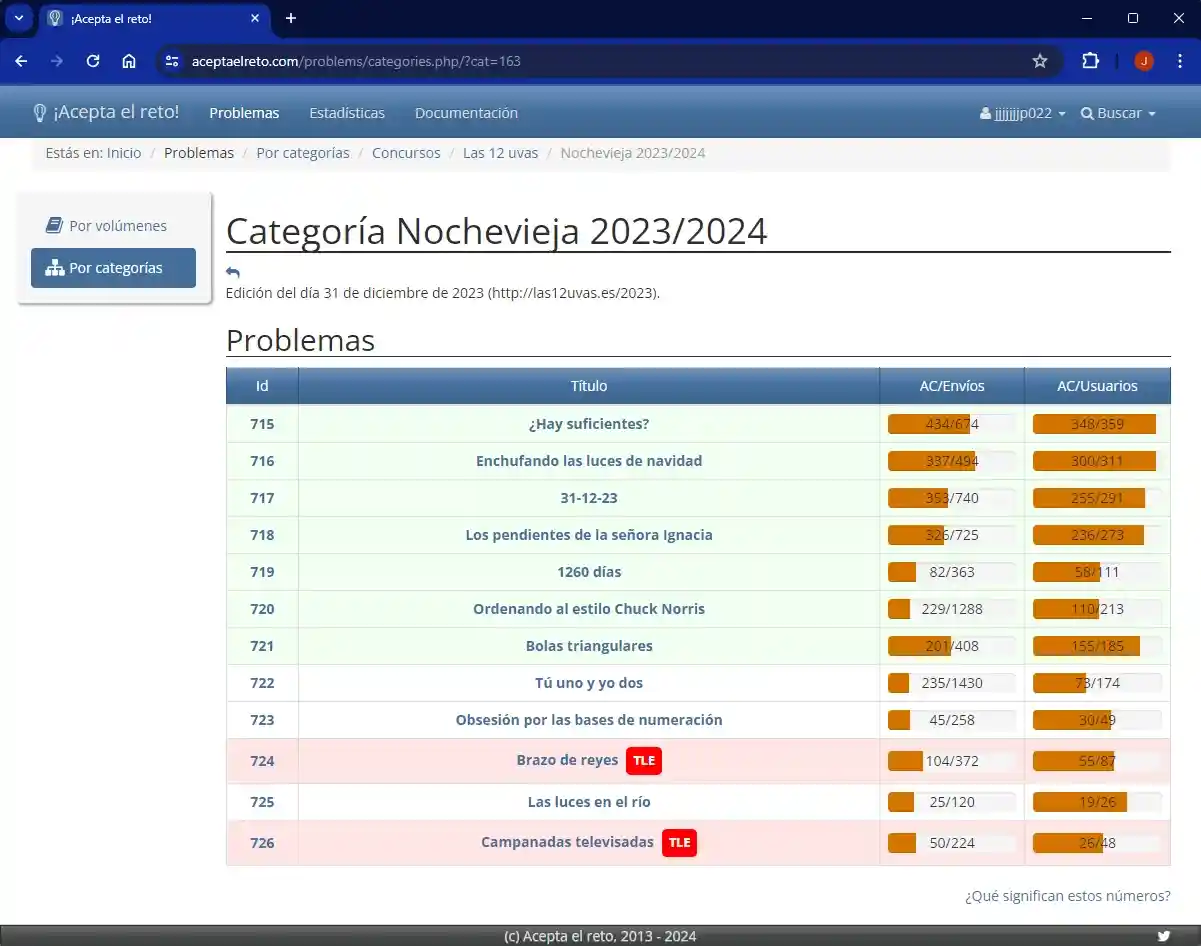 ¡Acepta el reto!
aceptaelreto.com/problems/categories.php/?cat=163
J
¡Acepta el reto! Problemas Estadísticas Documentación jjjjjjjp022 Buscar
Estás en: Inicio / Problemas / Por categorías / Concursos / Las 12 uvas / Nochevieja 2023/2024
Por volúmenes
Por categorías
Categoría Nochevieja 2023/2024
Edición del día 31 de diciembre de 2023 (http://las12uvas.es/2023).
Problemas
Id Título AC/Envíos AC/Usuarios
715 ¿Hay suficientes? 434/674 348/359
716 Enchufando las luces de navidad 337/494 300/311
717 31-12-23 353/740 255/291
718 Los pendientes de la señora Ignacia 326/725 236/273
719 1260 días 82/363 58/111
720 Ordenando al estilo Chuck Norris 229/1288 110/213
721 Bolas triangulares 201/408 155/185
722 Tú uno y yo dos 235/1430 73/174
723 Obsesión por las bases de numeración 45/258 30/49
724 Brazo de reyes TLE 104/372 55/87
725 Las luces en el río 25/120 19/26
726 Campanadas televisadas TLE 50/224 26/48
¿Qué significan estos números?
(c) Acepta el reto, 2013 - 2024